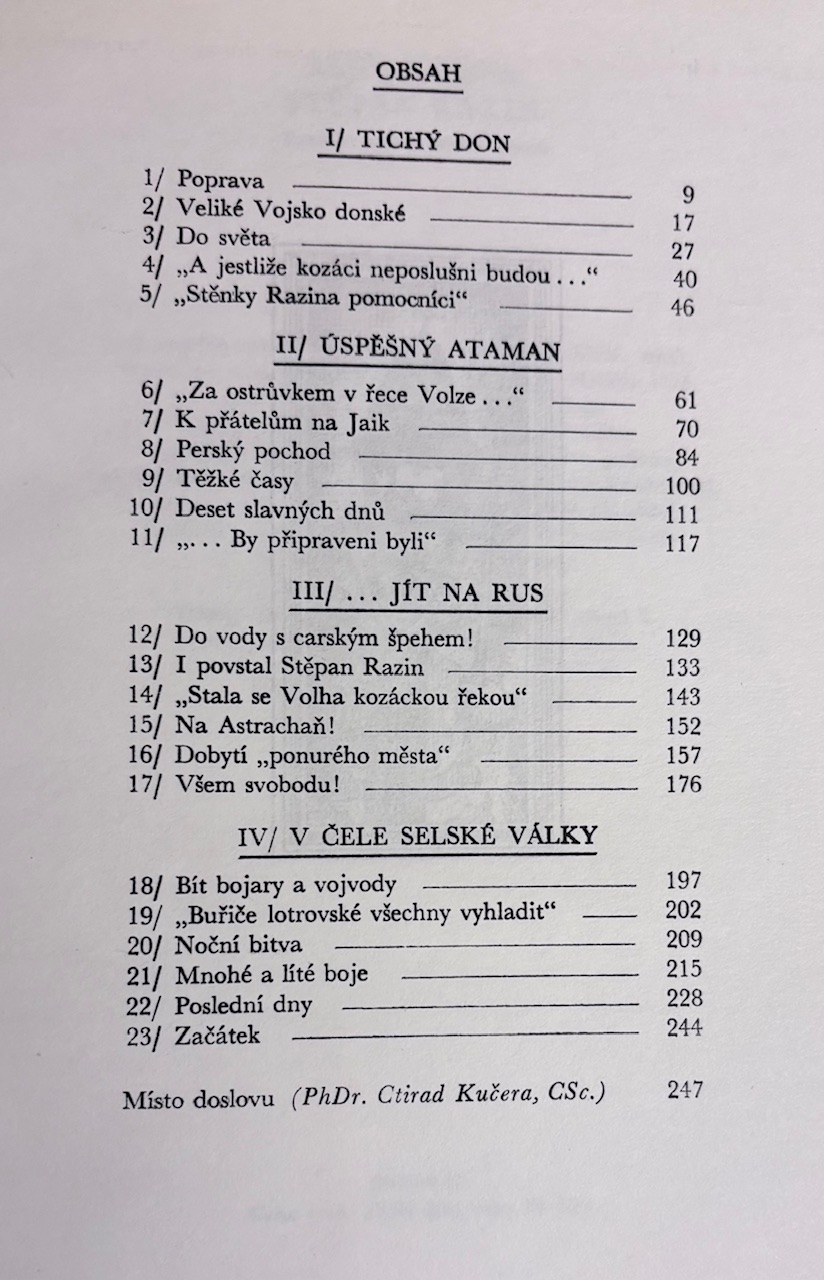 OBSAH
I/ TICHÝ DON
1/ Poprava 9
2/ Veliké Vojsko donské 17
3/ Do světa 27
4/ „A jestliže kozáci neposlušni budou . . .“ 40
5/ „Stěnky Razina pomocníci“ 46
II/ ÚSPĚŠNÝ ATAMAN
6/ „Za ostrůvkem v řece Volze . . .“ 61
7/ K přátelům na Jaik 70
8/ Perský pochod 84
9/ Těžké časy 100
10/ Deset slavných dnů 111
11/ „. . . By připraveni byli“ 117
III/ . . . JÍT NA RUS
12/ Do vody s carským špehem! 129
13/ I povstal Stěpan Razin 133
14/ „Stala se Volha kozáckou řekou“ 143
15/ Na Astrachaň! 152
16/ Dobytí „ponurého města“ 157
17/ Všem svobodu! 176
IV/ V ČELE SELSKÉ VÁLKY
18/ Bít bojary a vojvody 197
19/ „Buřiče lotrovské všechny vyhladit“ 202
20/ Noční bitva 209
21/ Mnohé a líté boje 215
22/ Poslední dny 228
23/ Začátek 244
Místo doslovu (PhDr. Ctirad Kučera, CSc.) 247